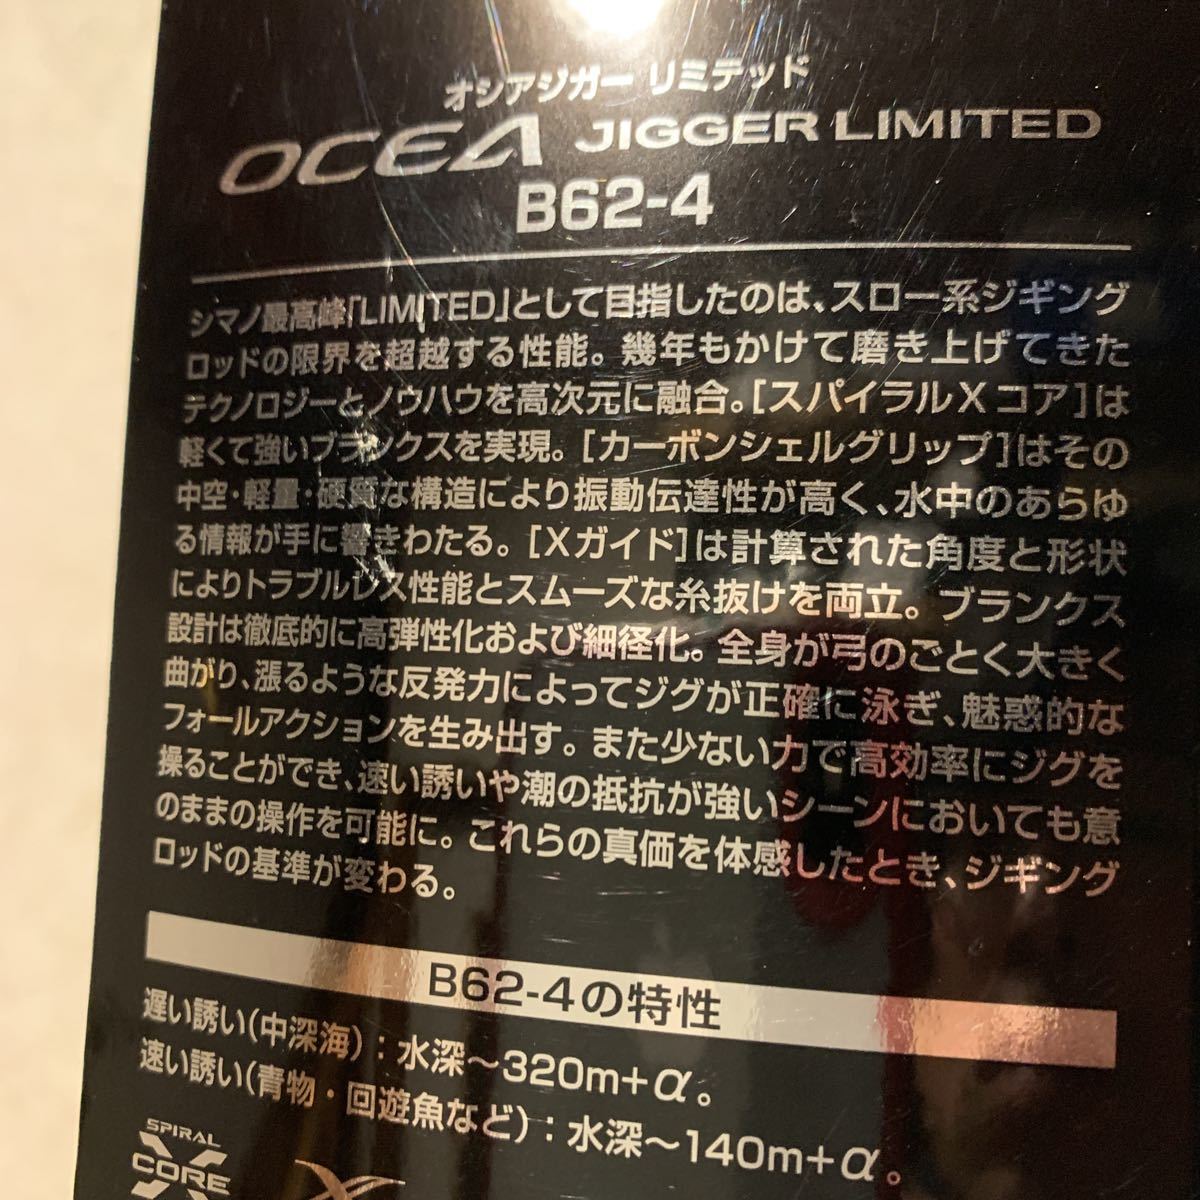 オシアジガー リミテッド
OCEA JIGGER LIMITED
B62-4
シマノ最高峰「LIMITED」として目指したのは、スロー系ジギング
ロッドの限界を超越する性能。幾年もかけて磨き上げてきた
テクノロジーとノウハウを高次元に融合。[スパイラルXコア]は
軽くて強いブランクスを実現。[カーボンシェルグリップ]はその
中空・軽量・硬質な構造により振動伝達性が高く、水中のあらゆ
る情報が手に響きわたる。[Xガイド]は計算された角度と形状
によりトラブルレス性能とスムーズな糸抜けを両立。ブランクス
設計は徹底的に高弾性化および細径化。全身が弓のごとく大きく
曲がり、漲るような反発力によってジグが正確に泳ぎ、魅惑的な
フォールアクションを生み出す。また少ない力で高効率にジグを
操ることができ、速い誘いや潮の抵抗が強いシーンにおいても意
のままの操作を可能に。これらの真価を体感したとき、ジギング
ロッドの基準が変わる。
B62-4の特性
遅い誘い(中深海)：水深～320m+α。
速い誘い(青物・回遊魚など)：水深～140m+α。
SPIRAL
X
CORE